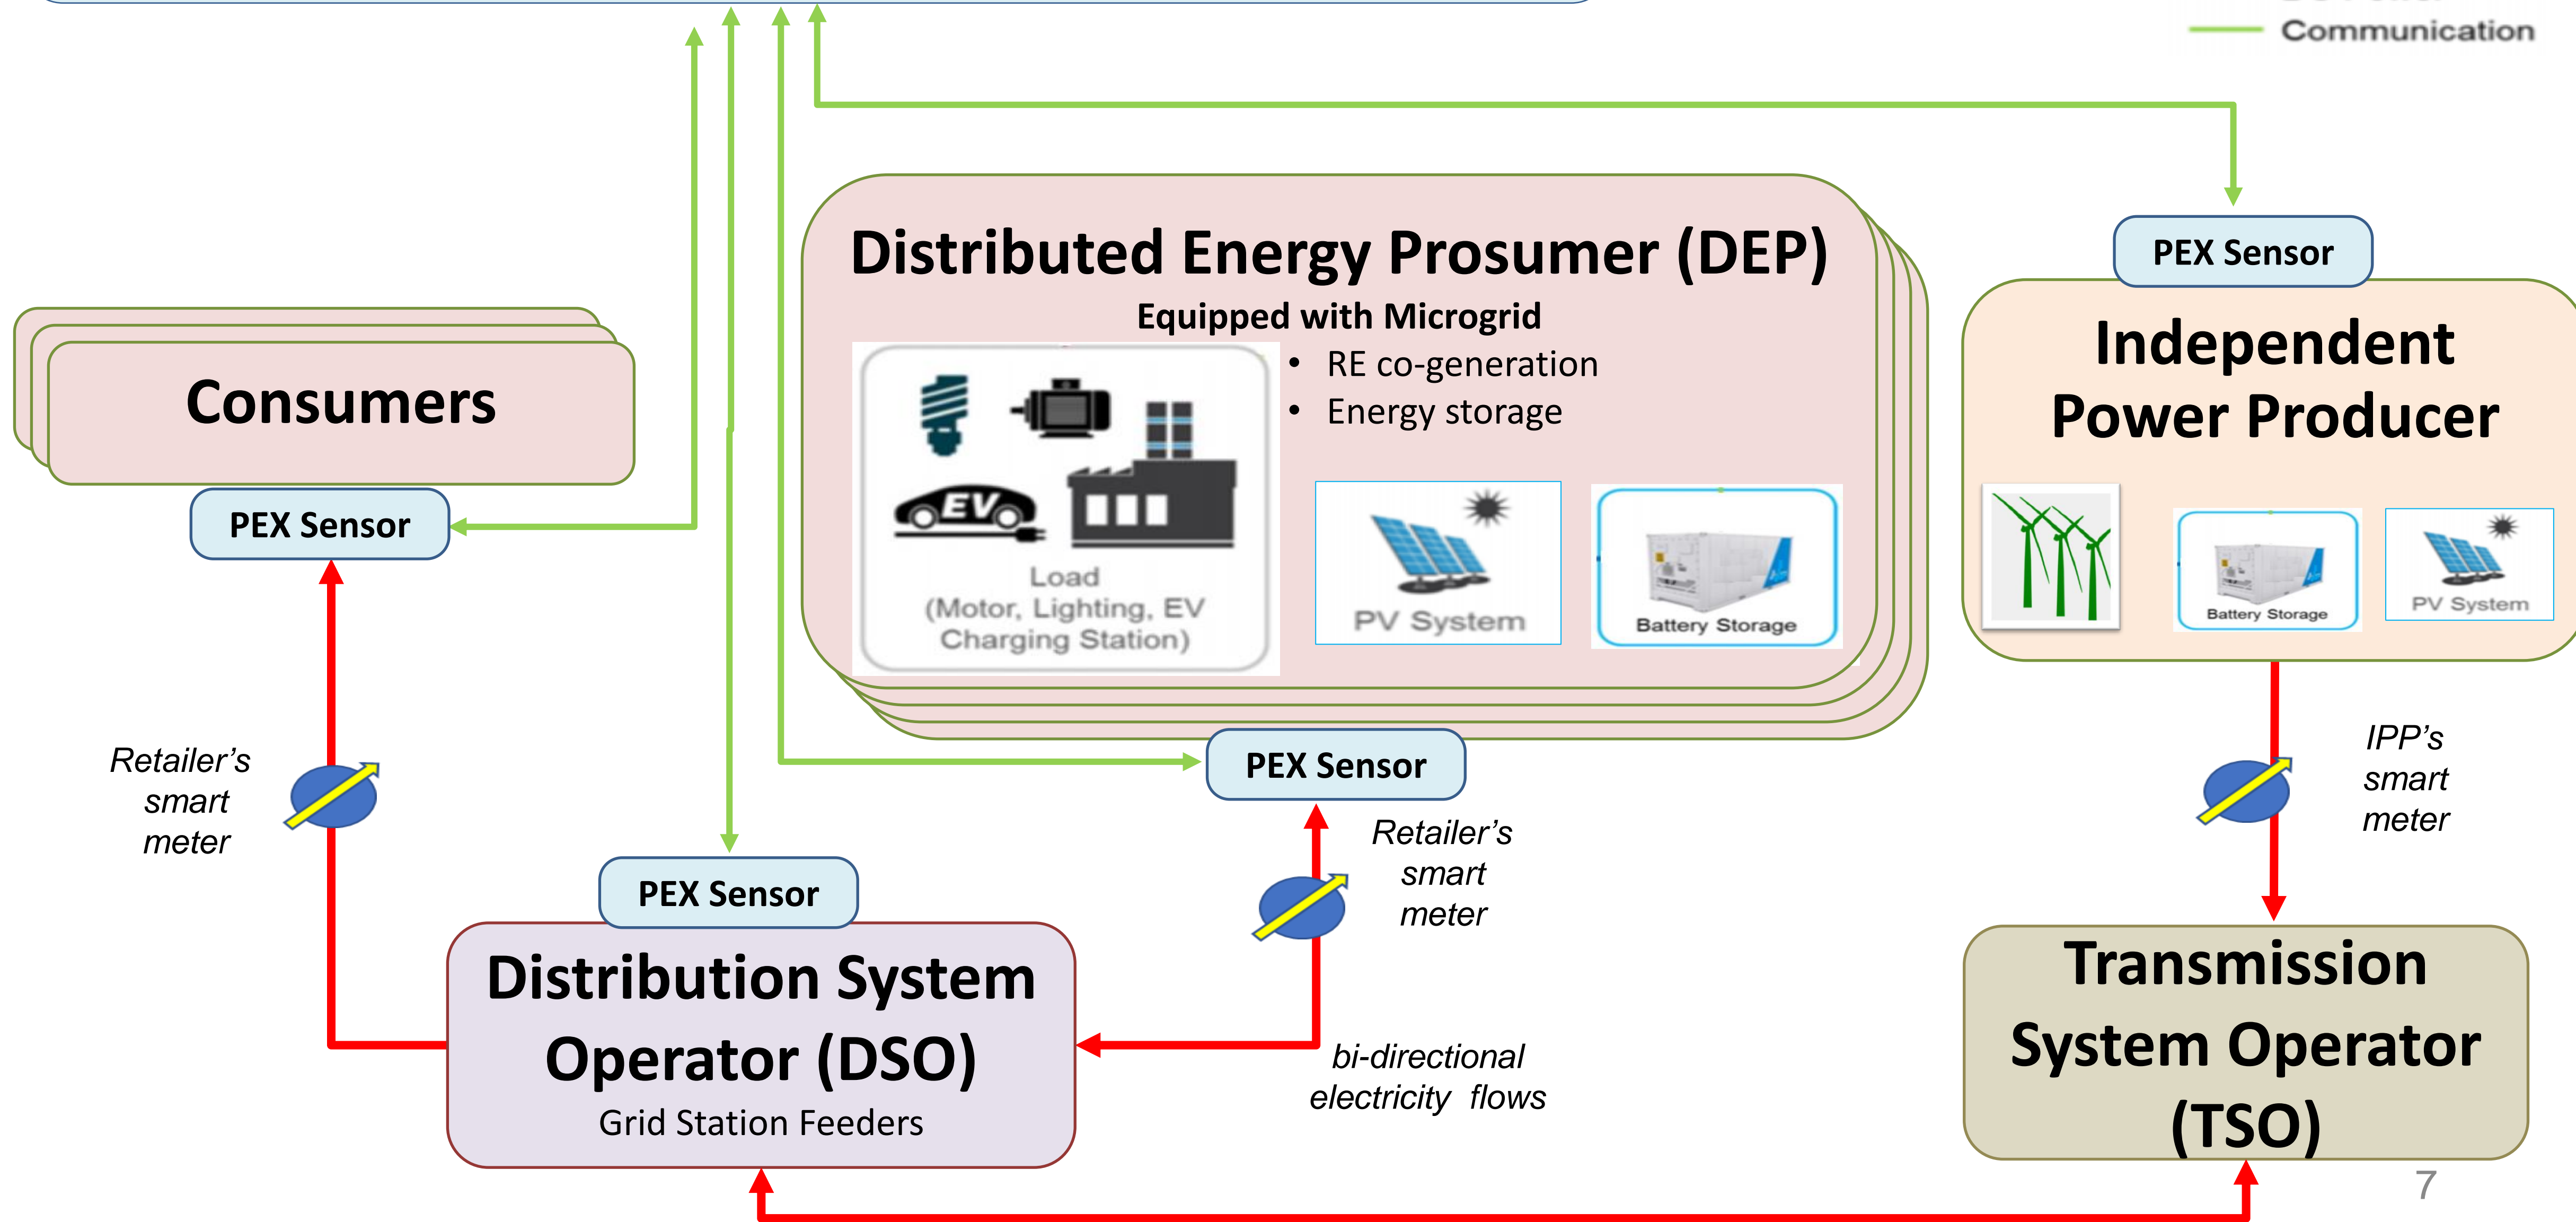 Communication
PEX Sensor
Distributed Energy Prosumer (DEP)
Equipped with Microgrid
• RE co-generation
• Energy storage
EV
Load
(Motor, Lighting, EV
Charging Station)
PV System
Battery Storage
Independent
Power Producer
Battery Storage
PV System
Consumers
PEX Sensor
Retailer's
smart
meter
PEX Sensor
Retailer's
smart
meter
IPP's
smart
meter
PEX Sensor
Distribution System
Operator (DSO)
Grid Station Feeders
bi-directional
electricity flows
Transmission
System Operator
(TSO)
7